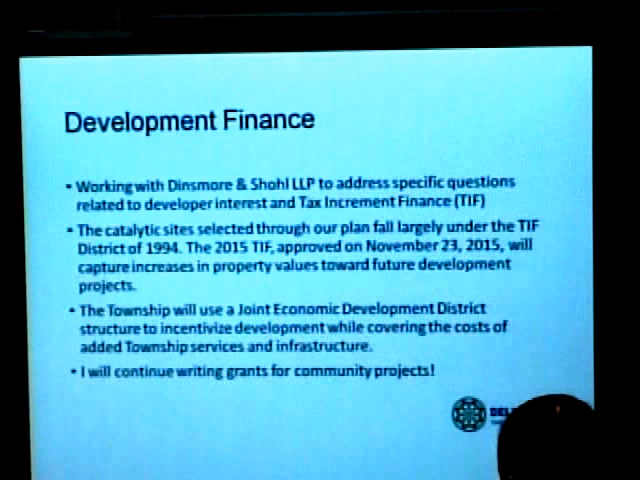 Development Finance
• Working with Dinsmore & Shohl LLP to address specific questions
related to developer interest and Tax Increment Finance (TIF)
• The catalytic sites selected through our plan fall largely under the TIF
District of 1994. The 2015 TIF, approved on November 23, 2015, will
capture increases in property values toward future development
projects.
• The Township will use a Joint Economic Development District
structure to incentivize development while covering the costs of
added Township services and infrastructure.
• I will continue writing grants for community projects!